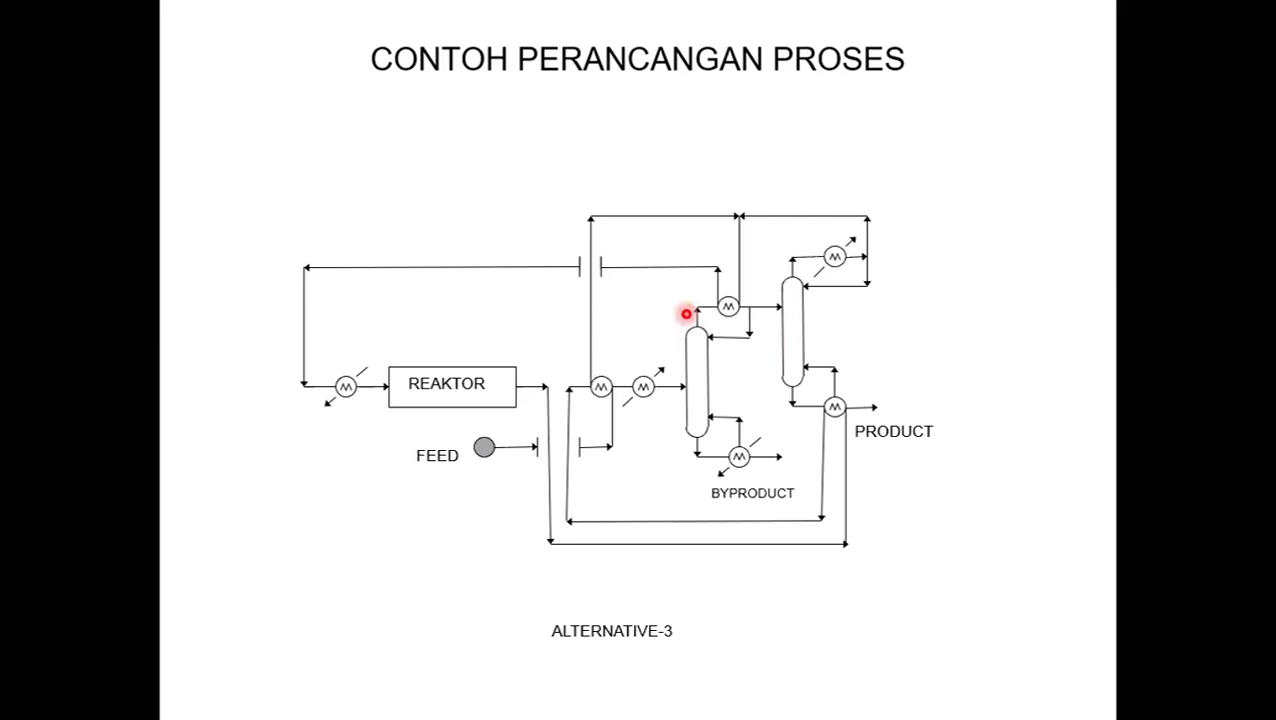 CONTOH PERANCANGAN PROSES
REAKTOR
FEED
PRODUCT
BYPRODUCT
ALTERNATIVE-3